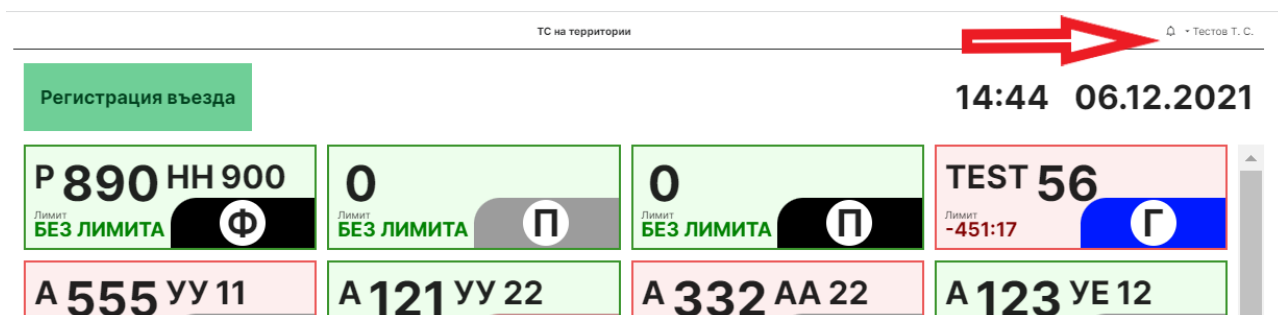 ТС на территории
Тестов Т. С.
Регистрация въезда
14:44 06.12.2021
Р 890 НН 900
Лимит
БЕЗ ЛИМИТА
Ф
0
Лимит
БЕЗ ЛИМИТА
П
0
Лимит
БЕЗ ЛИМИТА
П
TEST 56
Лимит
-451:17
Г
А 555 УУ 11
А 121 УУ 22
А 332 АА 22
А 123 УЕ 12